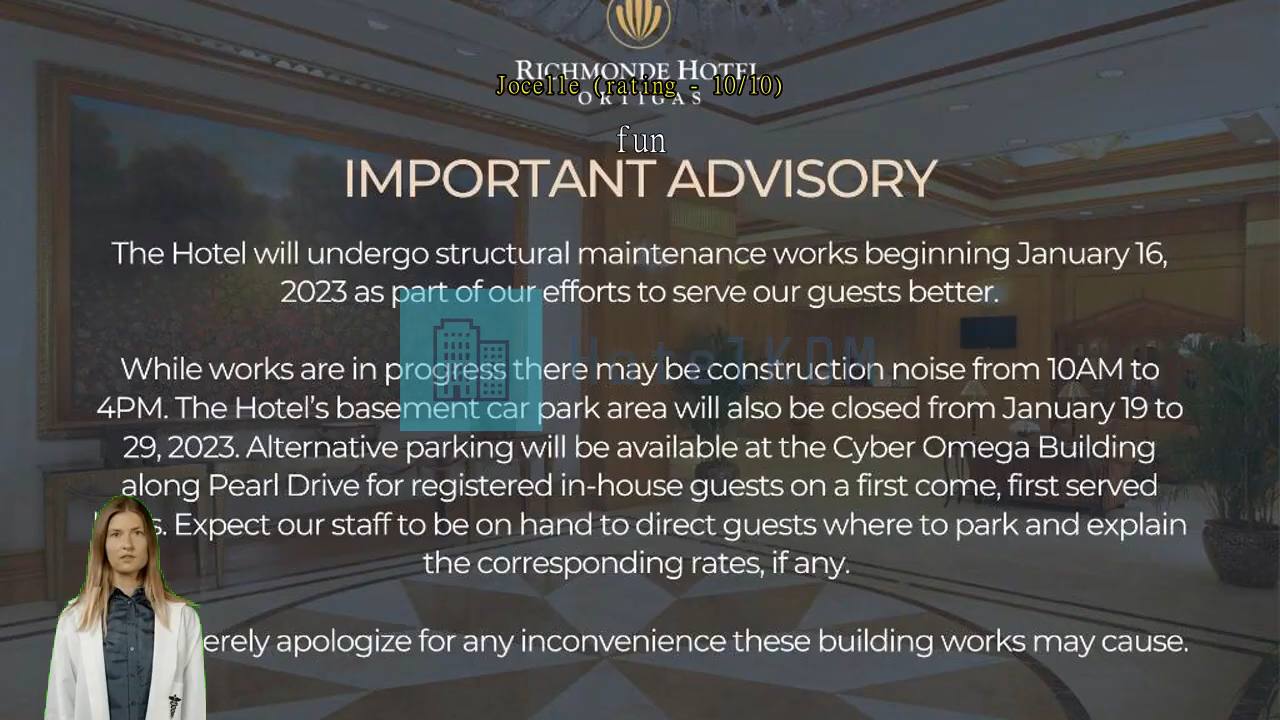 RICHMONDE HOTEL
Jocelle (rating - 10/10)
ORTIGAS
fun
IMPORTANT ADVISORY
The Hotel will undergo structural maintenance works beginning January 16,
2023 as part of our efforts to serve our guests better.
HotelKDM
While works are in progress there may be construction noise from 10AM to
4PM. The Hotel's basement car park area will also be closed from January 19 to
29, 2023. Alternative parking will be available at the Cyber Omega Building
along Pearl Drive for registered in-house guests on a first come, first served
Expect our staff to be on hand to direct guests where to park and explain
the corresponding rates, if any.
apologize for any inconvenience these building works may cause.